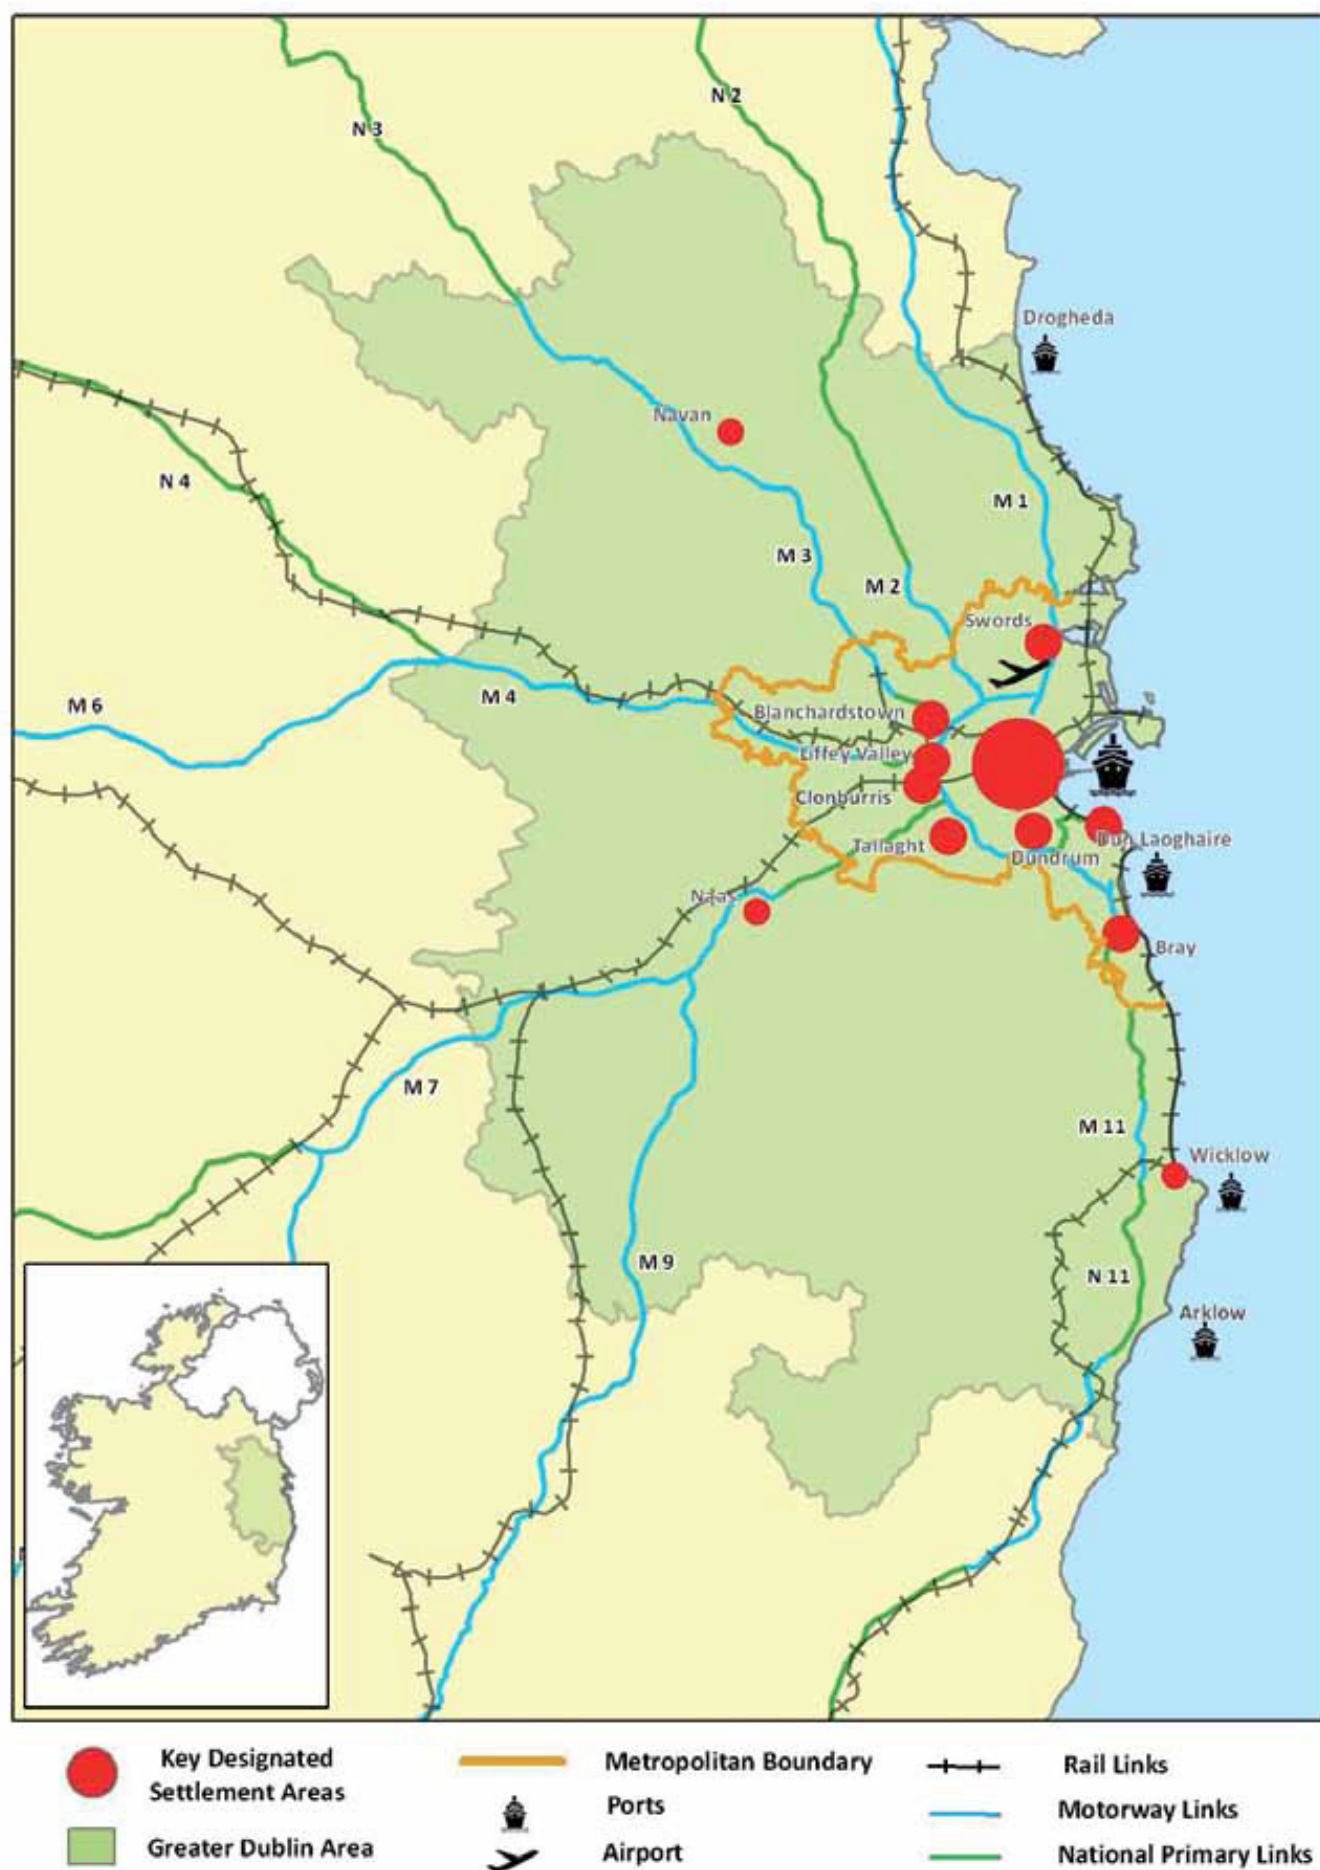 N 2
N 3
Drogheda
Navan
N 4
M 1
M 3
M 2
Swords
M 4
M 6
Blanchardstown
Liffey Valley
Clonburris
Tallaght
Dundrum
Dun Laoghaire
Naas
Bray
M 7
M 11
Wicklow
M 9
N 11
Arklow
Key Designated
Settlement Areas
Greater Dublin Area
Metropolitan Boundary
Ports
Airport
Rail Links
Motorway Links
National Primary Links